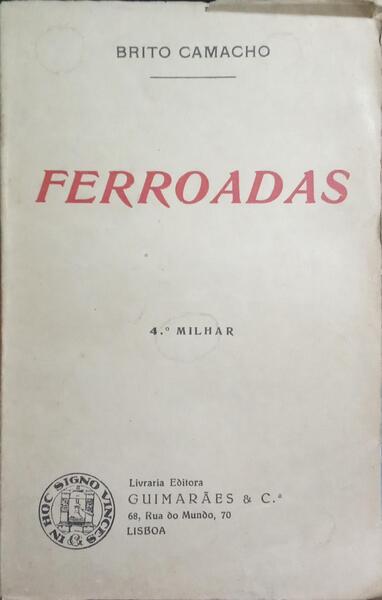 BRITO CAMACHO
FERROADAS
4.º MILHAR
IN HOC SIGNO VINCES
&
Livraria Editora
GUIMARÃES & C.ª
68, Rua do Mundo, 70
LISBOA